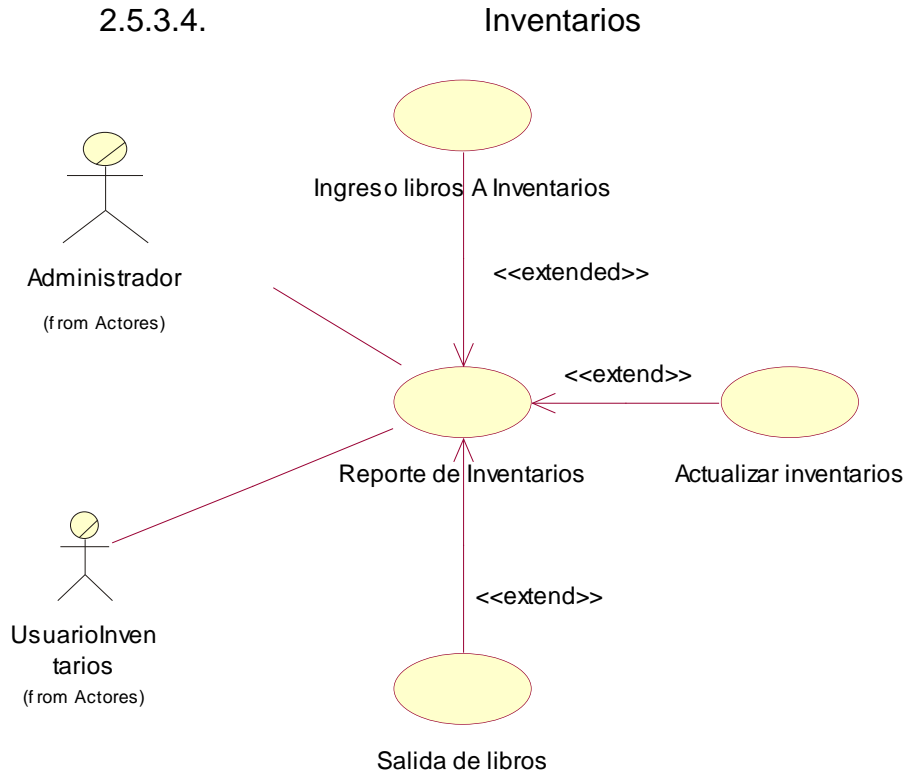 2.5.3.4. Inventarios
Ingreso libros A Inventarios
Administrador
(from Actores)
<<extended>>
<<extend>>
Reporte de Inventarios
Actualizar inventarios
<<extend>>
UsuarioInven
tarios
(from Actores)
Salida de libros